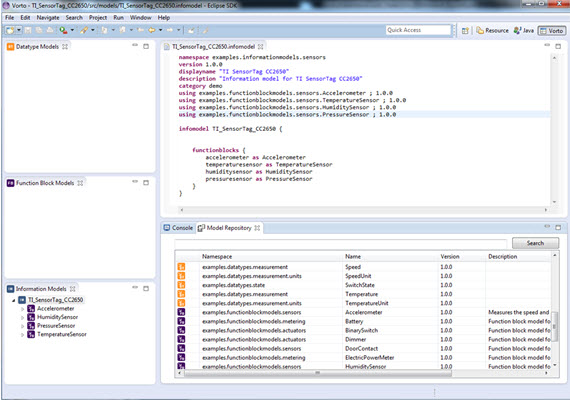 Vorto - TI_SensorTag_CC2650/src/models/TI_SensorTag_CC2650.infomodel - Eclipse SDK
File Edit Navigate Search Project Run Window Help
Quick Access
Resource Java Vorto
Datatype Models
Function Block Models
Information Models
TI_SensorTag_CC2650
Accelerometer
HumiditySensor
PressureSensor
TemperatureSensor
TI_SensorTag_CC2650.infomodel
namespace examples.informationmodels.sensors
version 1.0.0
displayname "TI SensorTag CC2650"
description "Information model for TI SensorTag CC2650"
category demo
using examples.functionblockmodels.sensors.Accelerometer ; 1.0.0
using examples.functionblockmodels.sensors.TemperatureSensor ; 1.0.0
using examples.functionblockmodels.sensors.HumiditySensor ; 1.0.0
using examples.functionblockmodels.sensors.PressureSensor ; 1.0.0
infomodel TI_SensorTag_CC2650 {
functionblocks {
accelerometer as Accelerometer
temperaturesensor as TemperatureSensor
humiditysensor as HumiditySensor
pressuresensor as PressureSensor
}
}
Console Model Repository
Search
Namespace Name Version Description
examples.datatypes.measurement Speed 1.0.0
examples.datatypes.measurement.units SpeedUnit 1.0.0
examples.datatypes.state SwitchState 1.0.0
examples.datatypes.measurement Temperature 1.0.0
examples.datatypes.measurement.units TemperatureUnit 1.0.0
examples.functionblockmodels.sensors Accelerometer 1.0.0 Measures the speed and
examples.functionblockmodels.metering Battery 1.0.0 Function block model fo
examples.functionblockmodels.actuators BinarySwitch 1.0.0 Function block model fo
examples.functionblockmodels.actuators Dimmer 1.0.0 Function block model fo
examples.functionblockmodels.sensors DoorContact 1.0.0 Function block model fo
examples.functionblockmodels.metering ElectricPowerMeter 1.0.0 Function block model fo
examples.functionblockmodels.sensors HumiditySensor 1.0.0 Function block model fo